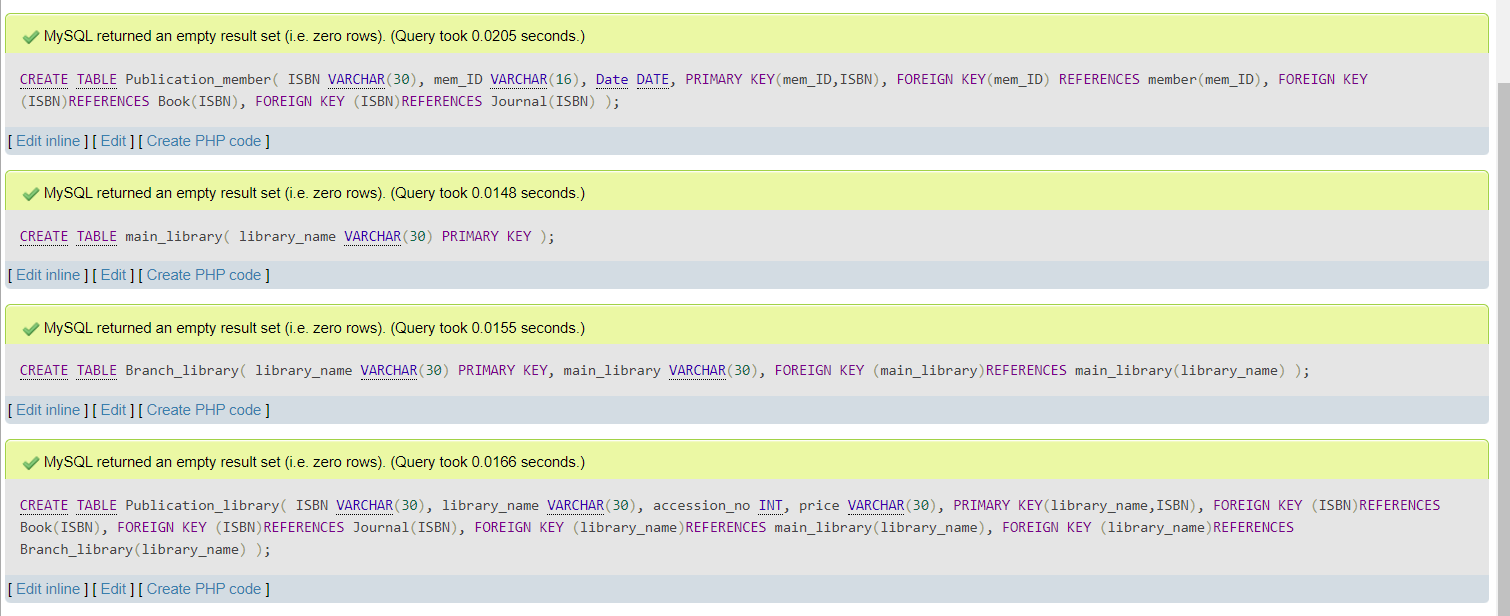 MySQL returned an empty result set (i.e. zero rows). (Query took 0.0205 seconds.)
CREATE TABLE Publication_member( ISBN VARCHAR(30), mem_ID VARCHAR(16), Date DATE, PRIMARY KEY(mem_ID,ISBN), FOREIGN KEY(mem_ID) REFERENCES member(mem_ID), FOREIGN KEY
(ISBN)REFERENCES Book(ISBN), FOREIGN KEY (ISBN)REFERENCES Journal(ISBN) );
[ Edit inline ] [ Edit ] [ Create PHP code ]
MySQL returned an empty result set (i.e. zero rows). (Query took 0.0148 seconds.)
CREATE TABLE main_library( library_name VARCHAR(30) PRIMARY KEY );
[ Edit inline ] [ Edit ] [ Create PHP code ]
MySQL returned an empty result set (i.e. zero rows). (Query took 0.0155 seconds.)
CREATE TABLE Branch_library( library_name VARCHAR(30) PRIMARY KEY, main_library VARCHAR(30), FOREIGN KEY (main_library)REFERENCES main_library(library_name) );
[ Edit inline ] [ Edit ] [ Create PHP code ]
MySQL returned an empty result set (i.e. zero rows). (Query took 0.0166 seconds.)
CREATE TABLE Publication_library( ISBN VARCHAR(30), library_name VARCHAR(30), accession_no INT, price VARCHAR(30), PRIMARY KEY(library_name,ISBN), FOREIGN KEY (ISBN)REFERENCES
Book(ISBN), FOREIGN KEY (ISBN)REFERENCES Journal(ISBN), FOREIGN KEY (library_name)REFERENCES main_library(library_name), FOREIGN KEY (library_name)REFERENCES
Branch_library(library_name) );
[ Edit inline ] [ Edit ] [ Create PHP code ]